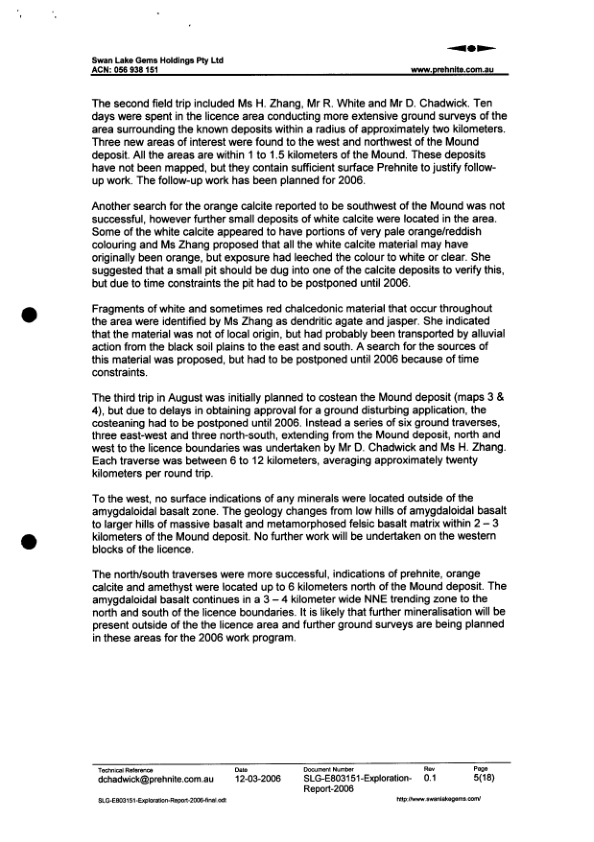 Swan Lake Gems Holdings Pty Ltd
ACN: 056 938 151
www.prehnite.com.au
The second field trip included Ms H. Zhang, Mr R. White and Mr D. Chadwick. Ten
days were spent in the licence area conducting more extensive ground surveys of the
area surrounding the known deposits within a radius of approximately two kilometers.
Three new areas of interest were found to the west and northwest of the Mound
deposit. All the areas are within 1 to 1.5 kilometers of the Mound. These deposits
have not been mapped, but they contain sufficient surface Prehnite to justify follow-
up work. The follow-up work has been planned for 2006.
Another search for the orange calcite reported to be southwest of the Mound was not
successful, however further small deposits of white calcite were located in the area.
Some of the white calcite appeared to have portions of very pale orange/reddish
colouring and Ms Zhang proposed that all the white calcite material may have
originally been orange, but exposure had leeched the colour to white or clear. She
suggested that a small pit should be dug into one of the calcite deposits to verify this,
but due to time constraints the pit had to be postponed until 2006.
Fragments of white and sometimes red chalcedonic material that occur throughout
the area were identified by Ms Zhang as dendritic agate and jasper. She indicated
that the material was not of local origin, but had probably been transported by alluvial
action from the black soil plains to the east and south. A search for the sources of
this material was proposed, but had to be postponed until 2006 because of time
constraints.
The third trip in August was initially planned to costean the Mound deposit (maps 3 &
4), but due to delays in obtaining approval for a ground disturbing application, the
costeaning had to be postponed until 2006. Instead a series of six ground traverses,
three east-west and three north-south, extending from the Mound deposit, north and
west to the licence boundaries was undertaken by Mr D. Chadwick and Ms H. Zhang.
Each traverse was between 6 to 12 kilometers, averaging approximately twenty
kilometers per round trip.
To the west, no surface indications of any minerals were located outside of the
amygdaloidal basalt zone. The geology changes from low hills of amygdaloidal basalt
to larger hills of massive basalt and metamorphosed felsic basalt matrix within 2 – 3
kilometers of the Mound deposit. No further work will be undertaken on the western
blocks of the licence.
The north/south traverses were more successful, indications of prehnite, orange
calcite and amethyst were located up to 6 kilometers north of the Mound deposit. The
amygdaloidal basalt continues in a 3 – 4 kilometer wide NNE trending zone to the
north and south of the licence boundaries. It is likely that further mineralisation will be
present outside of the the licence area and further ground surveys are being planned
in these areas for the 2006 work program.
Technical Reference Date Document Number Rev Page
dchadwick@prehnite.com.au 12-03-2006 SLG-E803151-Exploration- 0.1 5(18)
Report-2006
SLG-E803151-Exploration-Report-2006-final.odt http://www.swanlakegems.com/